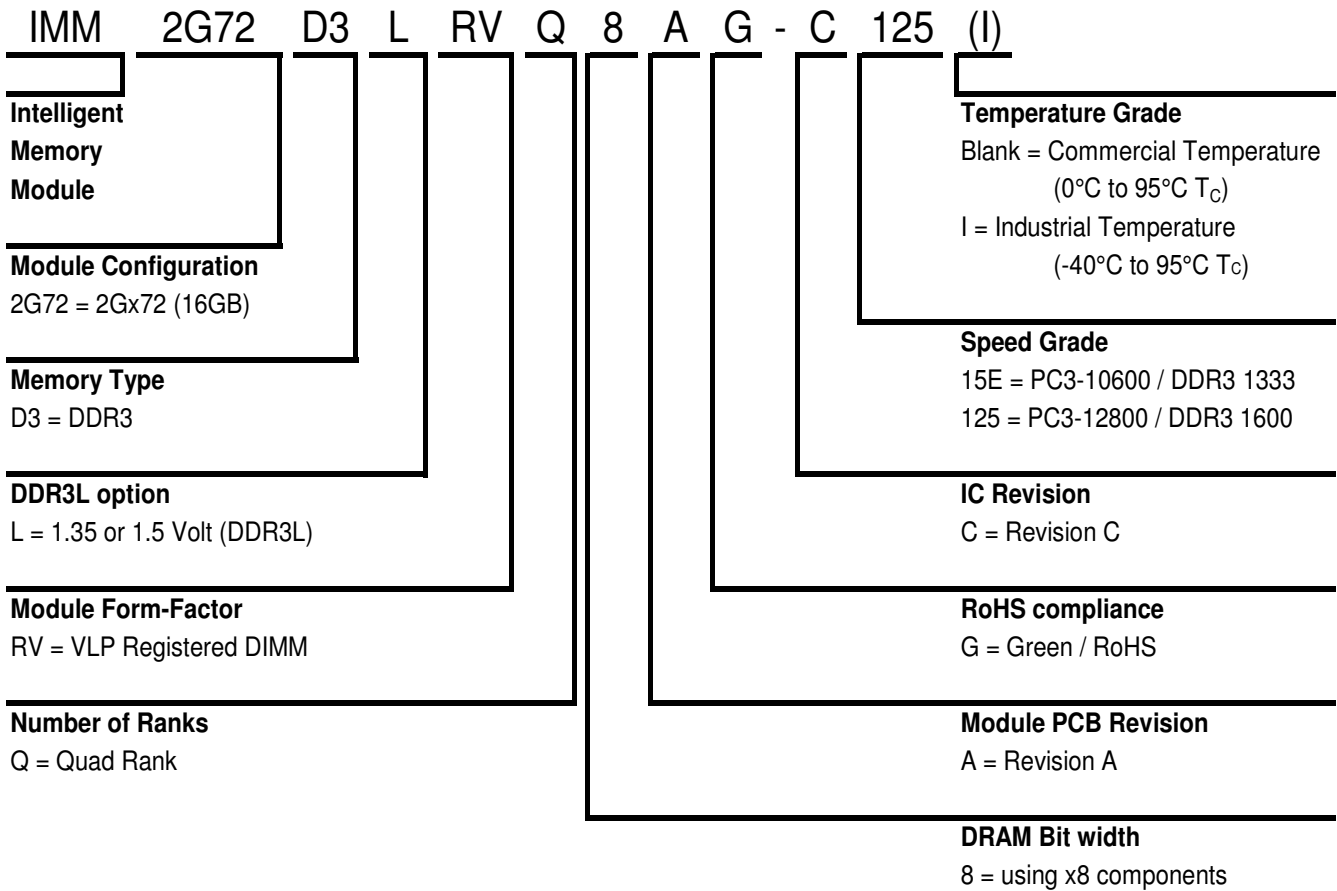 IMM 2G72 D3 L RV Q 8 A G - C 125 (I)
Intelligent
Memory
Module
Module Configuration
2G72 = 2Gx72 (16GB)
Memory Type
D3 = DDR3
DDR3L option
L = 1.35 or 1.5 Volt (DDR3L)
Module Form-Factor
RV = VLP Registered DIMM
Number of Ranks
Q = Quad Rank
Temperature Grade
Blank = Commercial Temperature
(0°C to 95°C TC)
I = Industrial Temperature
(-40°C to 95°C Tc)
Speed Grade
15E = PC3-10600 / DDR3 1333
125 = PC3-12800 / DDR3 1600
IC Revision
C = Revision C
RoHS compliance
G = Green / RoHS
Module PCB Revision
A = Revision A
DRAM Bit width
8 = using x8 components